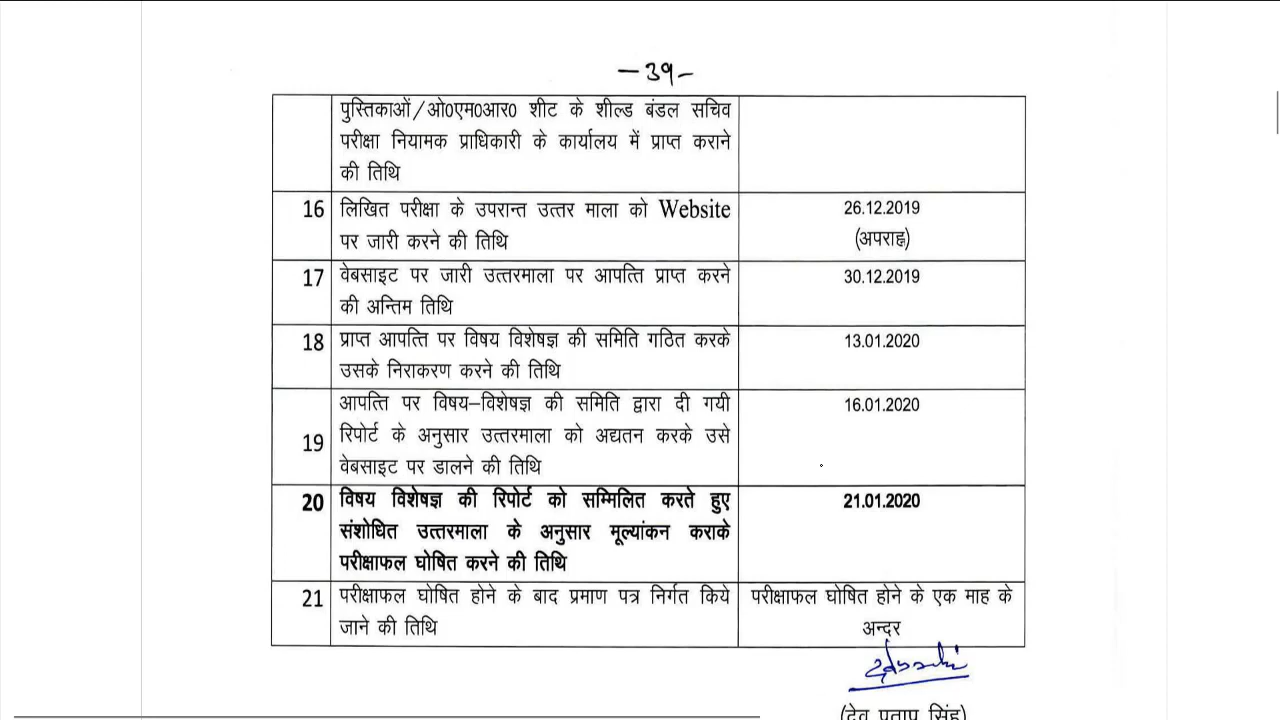 -39-
पुस्तिकाओं/ओ0एम0आर0 शीट के शील्ड बंडल सचिव
परीक्षा नियामक प्राधिकारी के कार्यालय में प्राप्त कराने
की तिथि
16 लिखित परीक्षा के उपरान्त उत्तर माला को Website 26.12.2019
पर जारी करने की तिथि (अपराह्न)
17 वेबसाइट पर जारी उत्तरमाला पर आपत्ति प्राप्त करने 30.12.2019
की अन्तिम तिथि
18 प्राप्त आपत्ति पर विषय विशेषज्ञ की समिति गठित करके 13.01.2020
उसके निराकरण करने की तिथि
आपत्ति पर विषय–विशेषज्ञ की समिति द्वारा दी गयी 16.01.2020
19 रिपोर्ट के अनुसार उत्तरमाला को अद्यतन करके उसे
वेबसाइट पर डालने की तिथि
20 विषय विशेषज्ञ की रिपोर्ट को सम्मिलित करते हुए 21.01.2020
संशोधित उत्तरमाला के अनुसार मूल्यांकन कराके
परीक्षाफल घोषित करने की तिथि
21 परीक्षाफल घोषित होने के बाद प्रमाण पत्र निर्गत किये परीक्षाफल घोषित होने के एक माह के
जाने की तिथि अन्दर
(देव प्रताप सिंह)